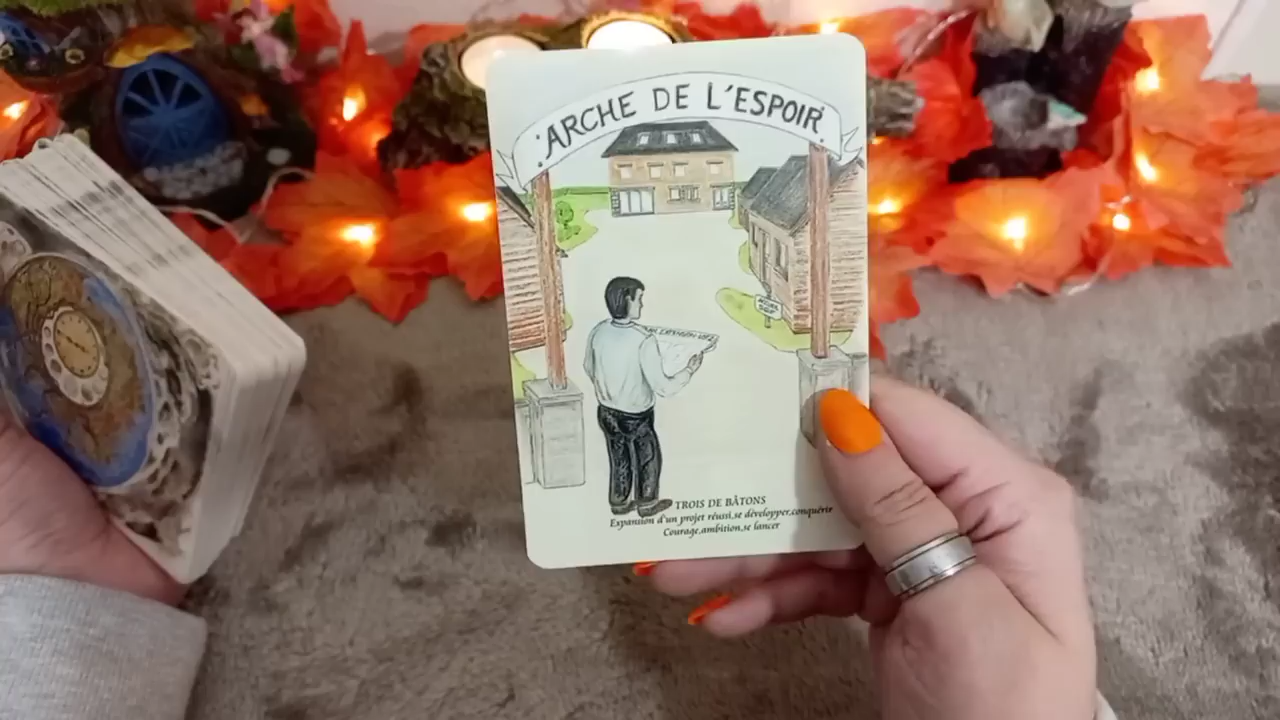 ARCHE DE L'ESPOIR
TROIS DE BÂTONS
Expansion d'un projet réussi,se développer,conquérir
Courage,ambition,se lancer